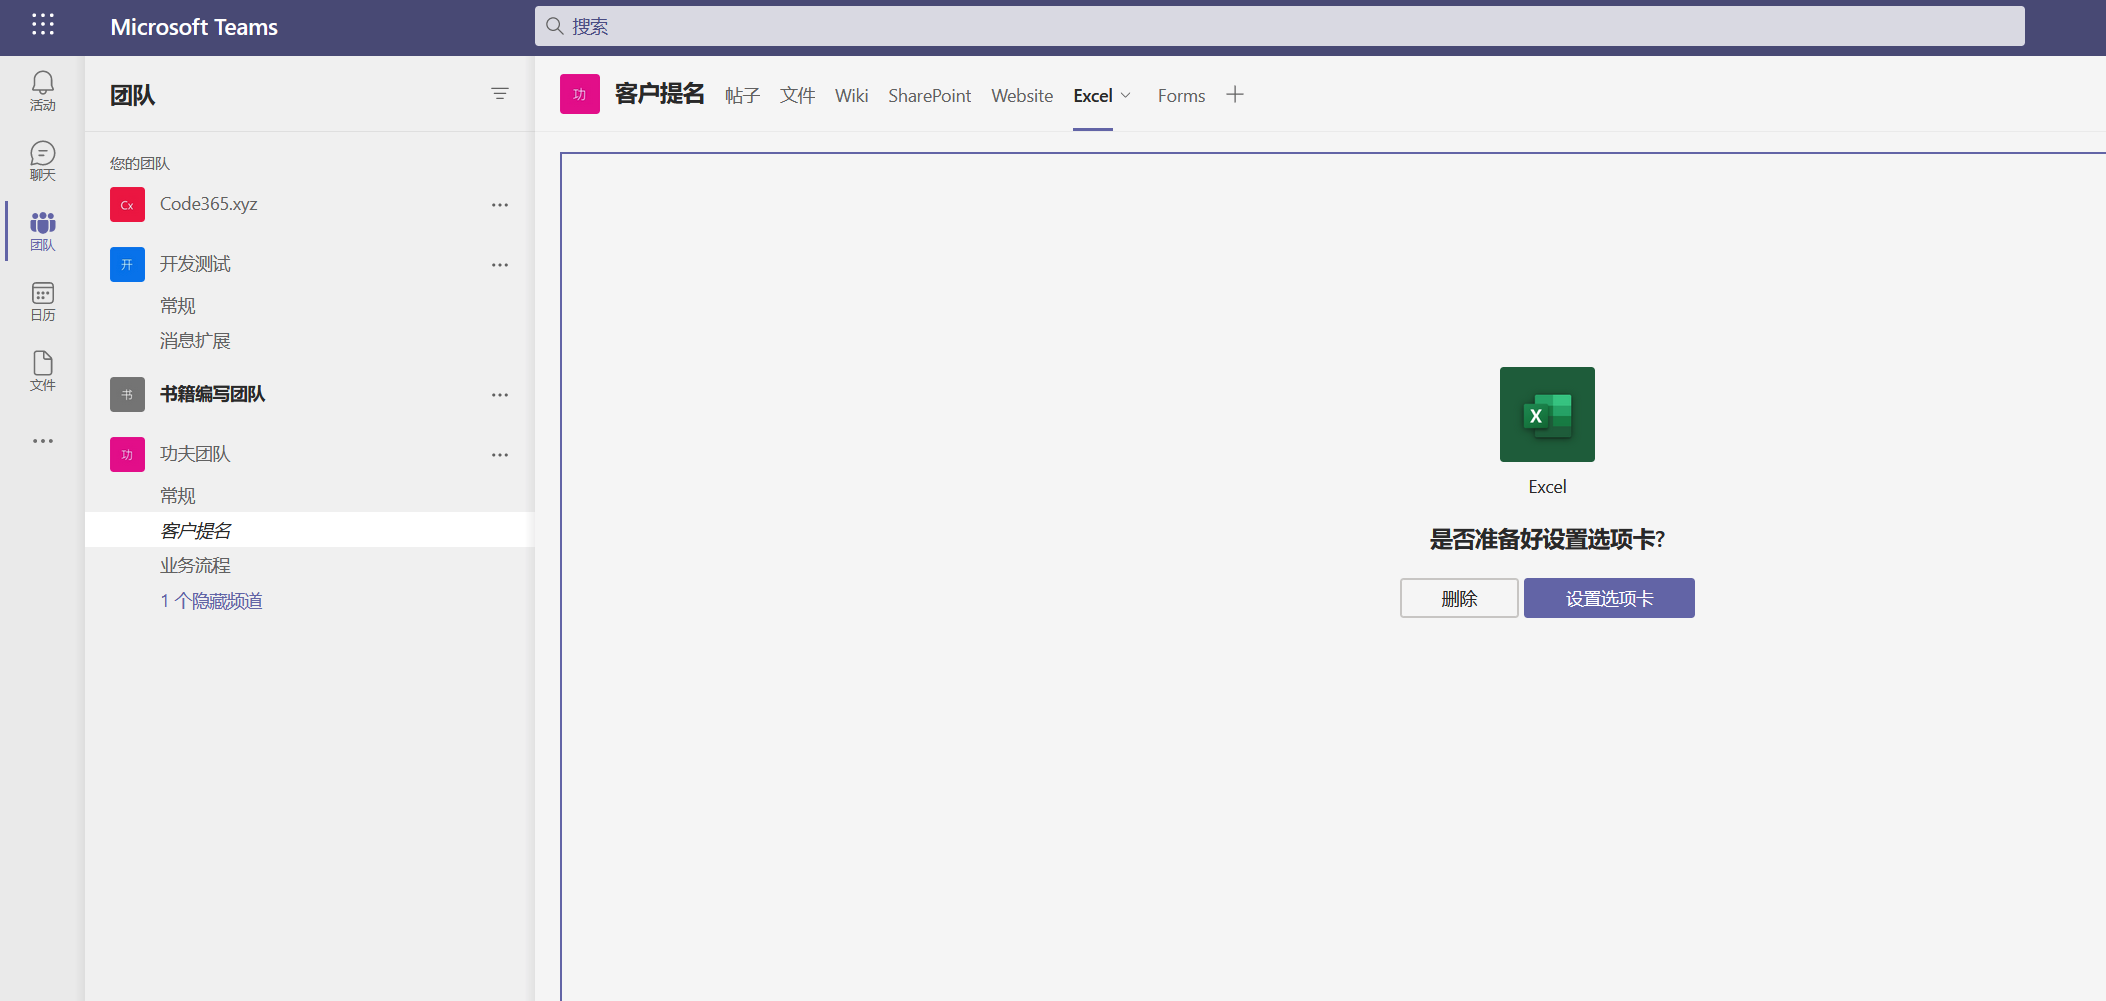 Microsoft Teams
搜索
活动
聊天
团队
日历
文件
团队
您的团队
Cx Code365.xyz
开 开发测试
常规
消息扩展
书 书籍编写团队
功 功夫团队
常规
客户提名
业务流程
1 个隐藏频道
功 客户提名 帖子 文件 Wiki SharePoint Website Excel Forms
X
Excel
是否准备好设置选项卡?
删除 设置选项卡